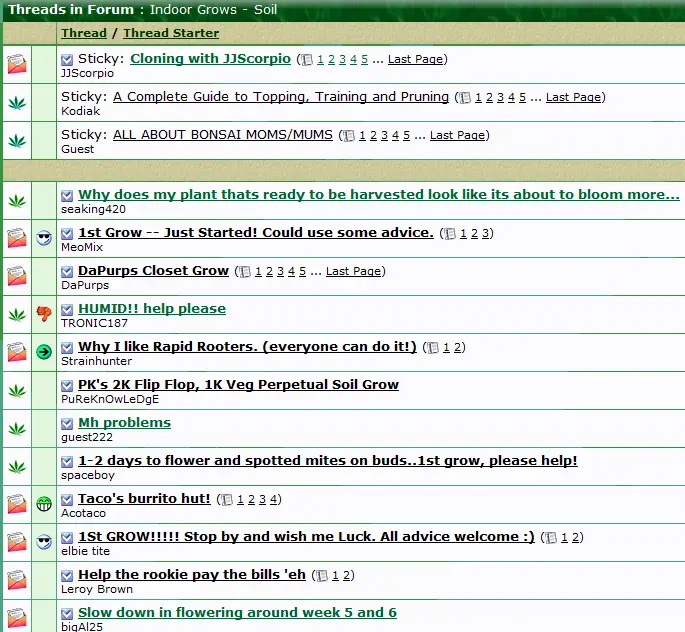 Threads in Forum : Indoor Grows - Soil
Thread / Thread Starter
Sticky: Cloning with JJScorpio ( 1 2 3 4 5 ... Last Page)
JJScorpio
Sticky: A Complete Guide to Topping, Training and Pruning ( 1 2 3 4 5 ... Last Page)
Kodiak
Sticky: ALL ABOUT BONSAI MOMS/MUMS ( 1 2 3 4 5 ... Last Page)
Guest
Why does my plant thats ready to be harvested look like its about to bloom more...
seaking420
1st Grow -- Just Started! Could use some advice. ( 1 2 3)
MeoMix
DaPurps Closet Grow ( 1 2 3 4 5 ... Last Page)
DaPurps
HUMID!! help please
TRONIC187
Why I like Rapid Rooters. (everyone can do it!) ( 1 2)
Strainhunter
PK's 2K Flip Flop, 1K Veg Perpetual Soil Grow
PuReKnOwLeDgE
Mh problems
guest222
1-2 days to flower and spotted mites on buds..1st grow, please help!
spaceboy
Taco's burrito hut! ( 1 2 3 4)
Acotaco
1St GROW!!!!! Stop by and wish me Luck. All advice welcome :) ( 1 2)
elbie tite
Help the rookie pay the bills 'eh ( 1 2)
Leroy Brown
Slow down in flowering around week 5 and 6
bigAl25